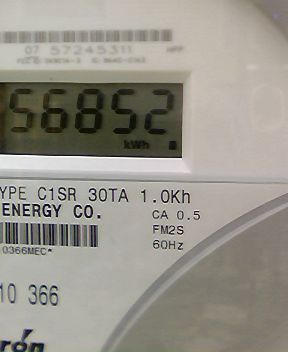 07 57245311
56852
kWh
YPE C1SR 30TA 1.0Kh
ENERGY CO.
CA 0.5
FM2S
0366MEC*
60Hz
10 366
rón